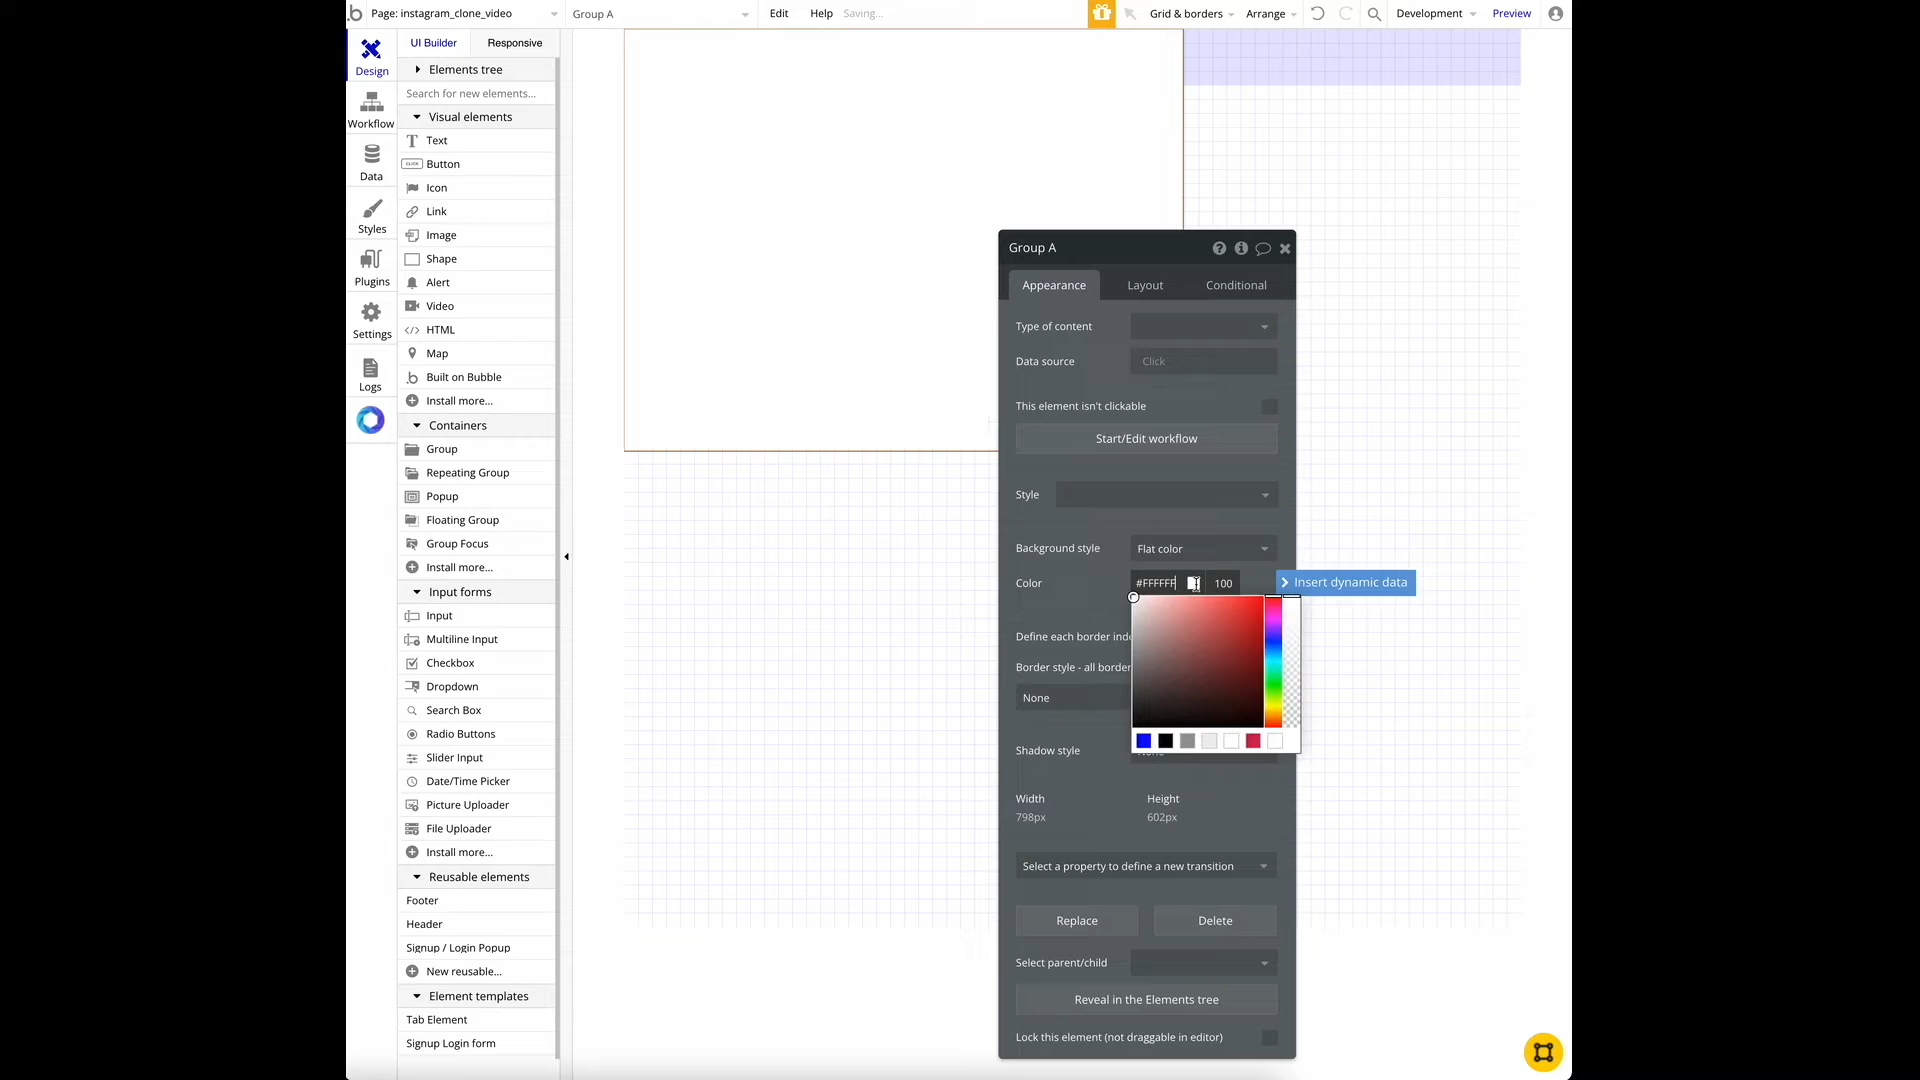 Page: instagram_clone_video
Group A
Edit
Help
Saving...
Grid & borders
Arrange
Development
Preview
Design
Workflow
Data
Styles
Plugins
Settings
Logs
UI Builder
Responsive
Elements tree
Search for new elements...
Visual elements
Text
Button
Icon
Link
Image
Shape
Alert
Video
HTML
Map
Built on Bubble
Install more...
Containers
Group
Repeating Group
Popup
Floating Group
Group Focus
Install more...
Input forms
Input
Multiline Input
Checkbox
Dropdown
Search Box
Radio Buttons
Slider Input
Date/Time Picker
Picture Uploader
File Uploader
Install more...
Reusable elements
Footer
Header
Signup / Login Popup
New reusable...
Element templates
Tab Element
Signup Login form
Group A
Appearance
Layout
Conditional
Type of content
Data source
Click
This element isn't clickable
Start/Edit workflow
Style
Background style
Flat color
Color
#FFFFFF
100
Insert dynamic data
Define each border inde
Border style - all border
None
Shadow style
Width
Height
798px
602px
Select a property to define a new transition
Replace
Delete
Select parent/child
Reveal in the Elements tree
Lock this element (not draggable in editor)